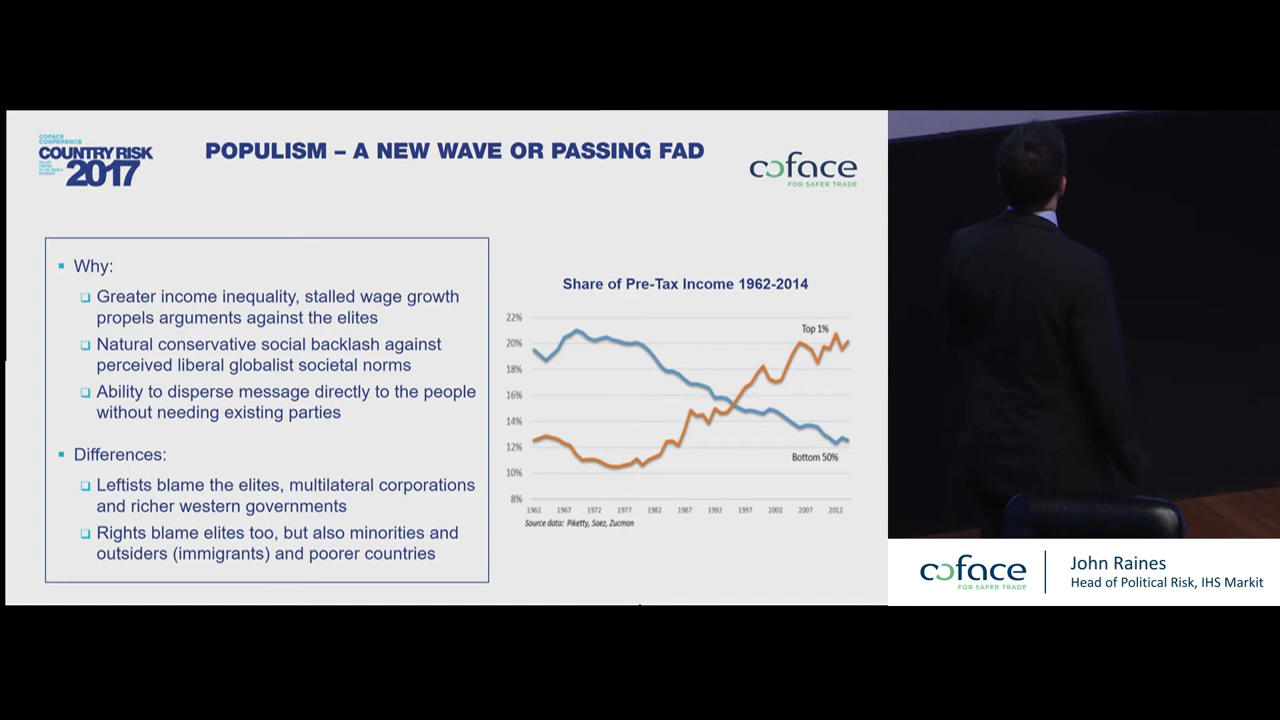 COFACE
CONFERENCE
COUNTRY RISK
2017
POPULISM – A NEW WAVE OR PASSING FAD
coface
FOR SAFER TRADE
Why:
Greater income inequality, stalled wage growth
propels arguments against the elites
Natural conservative social backlash against
perceived liberal globalist societal norms
Ability to disperse message directly to the people
without needing existing parties
Differences:
Leftists blame the elites, multilateral corporations
and richer western governments
Rights blame elites too, but also minorities and
outsiders (immigrants) and poorer countries
Share of Pre-Tax Income 1962-2014
22%
20%
18%
16%
14%
12%
10%
8%
Top 1%
Bottom 50%
1962 1967 1972 1977 1982 1987 1992 1997 2002 2007 2012
Source data: Piketty, Saez, Zucman
coface
FOR SAFER TRADE
John Raines
Head of Political Risk, IHS Markit